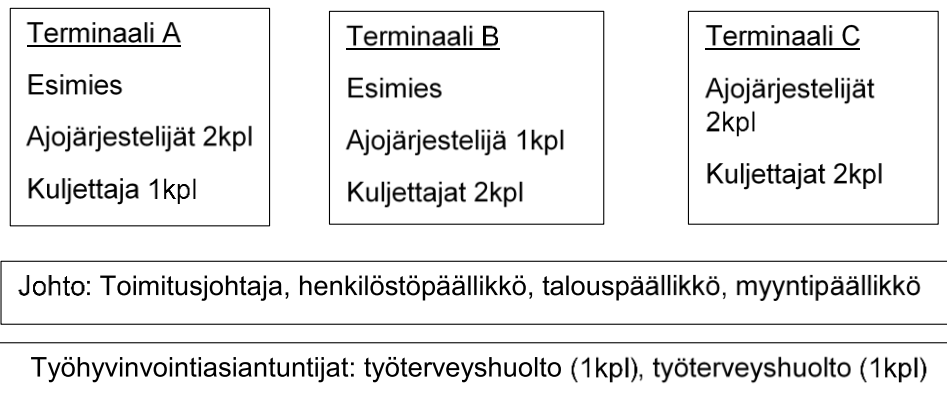 Terminaali A
Esimies
Ajojärjestelijät 2kpl
Kuljettaja 1kpl
Terminaali B
Esimies
Ajojärjestelijä 1kpl
Kuljettajat 2kpl
Terminaali C
Ajojärjestelijät
2kpl
Kuljettajat 2kpl
Johto: Toimitusjohtaja, henkilöstöpäällikkö, talouspäällikkö, myyntipäällikkö
Työhyvinvointiasiantuntijat: työterveyshuolto (1kpl), työterveyshuolto (1kpl)